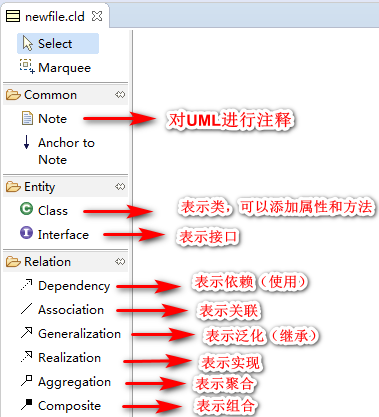 newfile.cld
Select
Marquee
Common
Note
对UML进行注释
Anchor to
Note
Entity
Class
表示类，可以添加属性和方法
Interface
表示接口
Relation
Dependency
表示依赖（使用）
Association
表示关联
Generalization
表示泛化（继承）
Realization
表示实现
Aggregation
表示聚合
Composite
表示组合